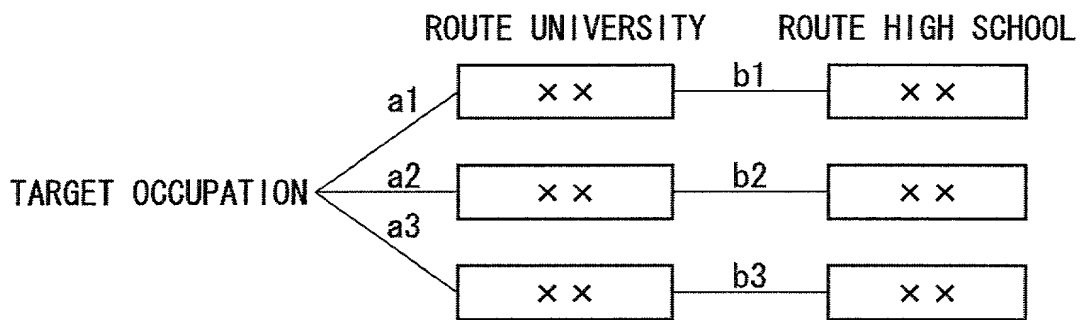 ROUTE UNIVERSITY ROUTE HIGH SCHOOL
a1 ×× b1 ××
TARGET OCCUPATION a2 ×× b2 ××
a3 ×× b3 ××